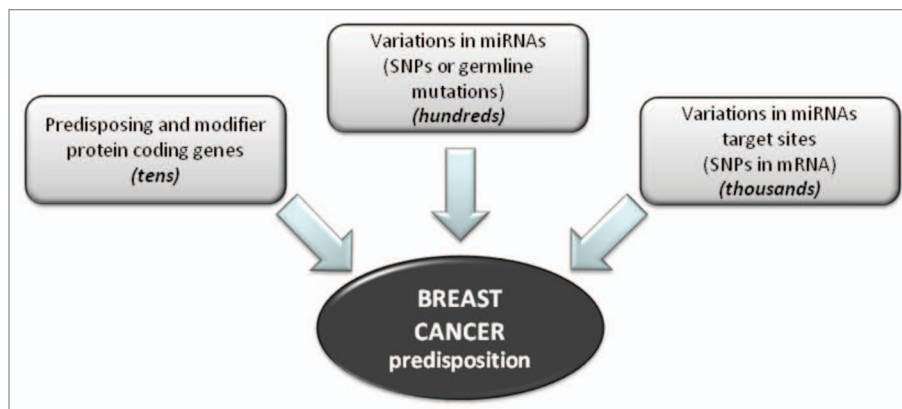 Predisposing and modifier
protein coding genes
(tens)
Variations in miRNAs
(SNPs or germline
mutations)
(hundreds)
Variations in miRNAs
target sites
(SNPs in mRNA)
(thousands)
BREAST
CANCER
predisposition